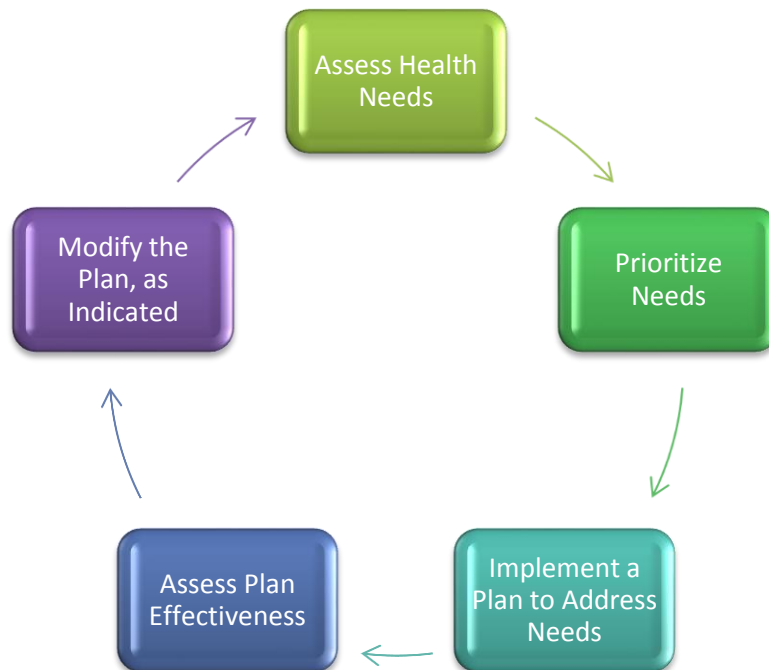 Assess Health
Needs
Prioritize
Needs
Implement a
Plan to Address
Needs
Assess Plan
Effectiveness
Modify the
Plan, as
Indicated